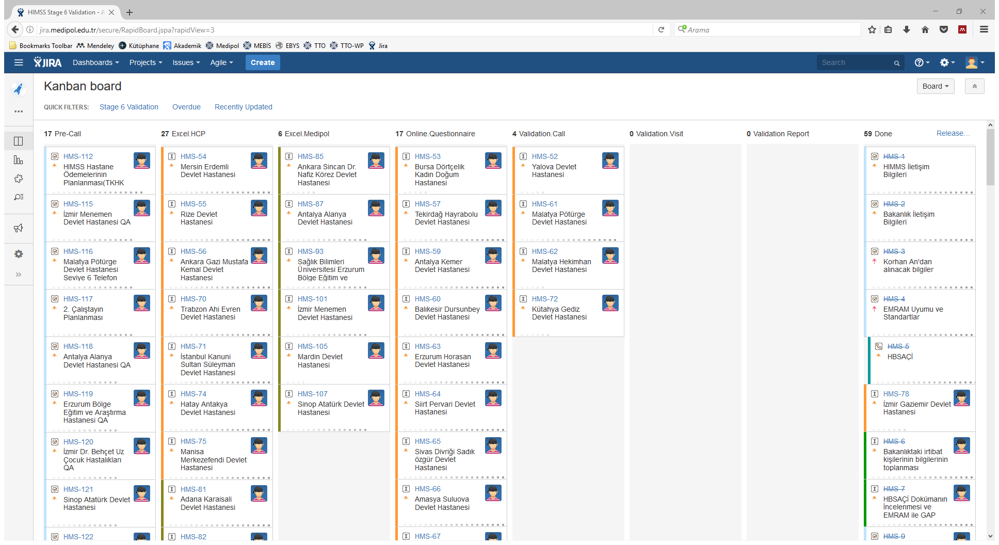 HIMSS Stage 6 Validation - A
jira.medipol.edu.tr/secure/RapidBoard.jspa?rapidView=3
Arama
Bookmarks Toolbar Mendeley Kütüphane Akademik Medipol MEBİS EBYS TTO TTO-WP Jira
JIRA Dashboards Projects Issues Agile Create Search
Kanban board
Board
QUICK FILTERS: Stage 6 Validation Overdue Recently Updated
17 Pre-Call
HMS-112
HIMSS Hastane
Ödemelerinin
Planlanması(TKHK
HMS-115
İzmir Menemen
Devlet Hastanesi QA
HMS-116
Malatya Pötürge
Devlet Hastanesi
Seviye 6 Telefon
HMS-117
2. Çalıştayın
Planlanması
HMS-118
Antalya Alanya
Devlet Hastanesi QA
HMS-119
Erzurum Bölge
Eğitim ve Araştırma
Hastanesi QA
HMS-120
İzmir Dr. Behçet Uz
Çocuk Hastalıkları
QA
HMS-121
Sinop Atatürk Devlet
Hastanesi
HMS-122
27 Excel.HCP
HMS-54
Mersin Erdemli
Devlet Hastanesi
HMS-55
Rize Devlet
Hastanesi
HMS-56
Ankara Gazi Mustafa
Kemal Devlet
Hastanesi
HMS-70
Trabzon Ahi Evren
Devlet Hastanesi
HMS-71
İstanbul Kanuni
Sultan Süleyman
Devlet Hastanesi
HMS-74
Hatay Antakya
Devlet Hastanesi
HMS-75
Manisa
Merkezefendi Devlet
Hastanesi
HMS-81
Adana Karaisali
Devlet Hastanesi
HMS-82
6 Excel.Medipol
HMS-85
Ankara Sincan Dr.
Nafiz Körez Devlet
Hastanesi
HMS-87
Antalya Alanya
Devlet Hastanesi
HMS-93
Sağlık Bilimleri
Üniversitesi Erzurum
Bölge Eğitim ve
HMS-101
İzmir Menemen
Devlet Hastanesi
HMS-105
Mardin Devlet
Hastanesi
HMS-107
Sinop Atatürk Devlet
Hastanesi
17 Online.Questionnaire
HMS-53
Bursa Dörtçelik
Kadın Doğum
Hastanesi
HMS-57
Tekirdağ Hayrabolu
Devlet Hastanesi
HMS-59
Antalya Kemer
Devlet Hastanesi
HMS-60
Balıkesir Dursunbey
Devlet Hastanesi
HMS-63
Erzurum Horasan
Devlet Hastanesi
HMS-64
Siirt Pervari Devlet
Hastanesi
HMS-65
Sivas Divriği Sadık
özgür Devlet
Hastanesi
HMS-66
Amasya Suluova
Devlet Hastanesi
HMS-67
4 Validation.Call
HMS-52
Yalova Devlet
Hastanesi
HMS-61
Malatya Pötürge
Devlet Hastanesi
HMS-62
Malatya Hekimhan
Devlet Hastanesi
HMS-72
Kütahya Gediz
Devlet Hastanesi
0 Validation.Visit
0 Validation Report
59 Done Release...
HMS-1
HIMMS İletişim
Bilgileri
HMS-2
Bakanlık İletişim
Bilgileri
HMS-3
Korhan An'dan
alınacak bilgiler
HMS-4
EMRAM Uyumu ve
Standartlar
HMS-5
HBSAÇİ
HMS-78
İzmir Gaziemir Devlet
Hastanesi
HMS-6
Bakanlıktaki irtibat
kişilerinin bilgilerinin
toplanması
HMS-7
HBSAÇİ Dokümanın
İncelenmesi ve
EMRAM ile GAP
HMS-9